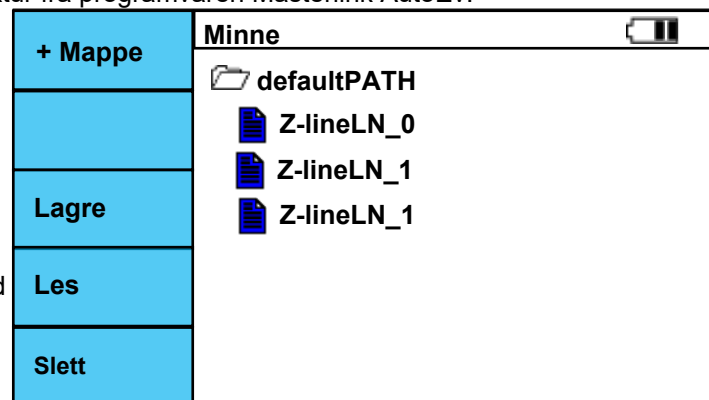 + Mappe
Minne
defaultPATH
Z-lineLN_0
Z-lineLN_1
Lagre
Z-lineLN_1
Les
Slett